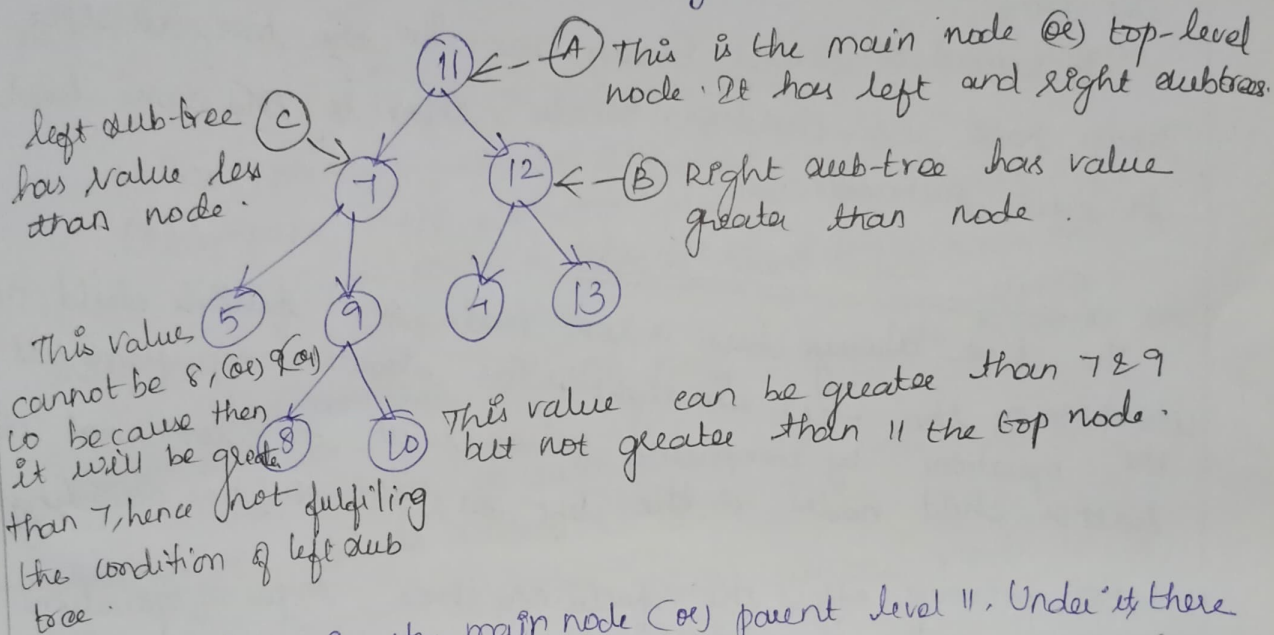 11
A This is the main node (or) top-level
node. It has left and right subtrees.
left sub-tree C
has value less
than node.
7
12
B Right sub-tree has value
greater than node.
5
9
4
13
This value
cannot be 8, (or) 9 (or)
10 because then
it will be greater
than 7, hence not fulfiling
the condition of left sub
tree.
8
10
This value can be greater than 7 & 9
but not greater than 11 the top node.
main node (or) parent level 11. Under it there